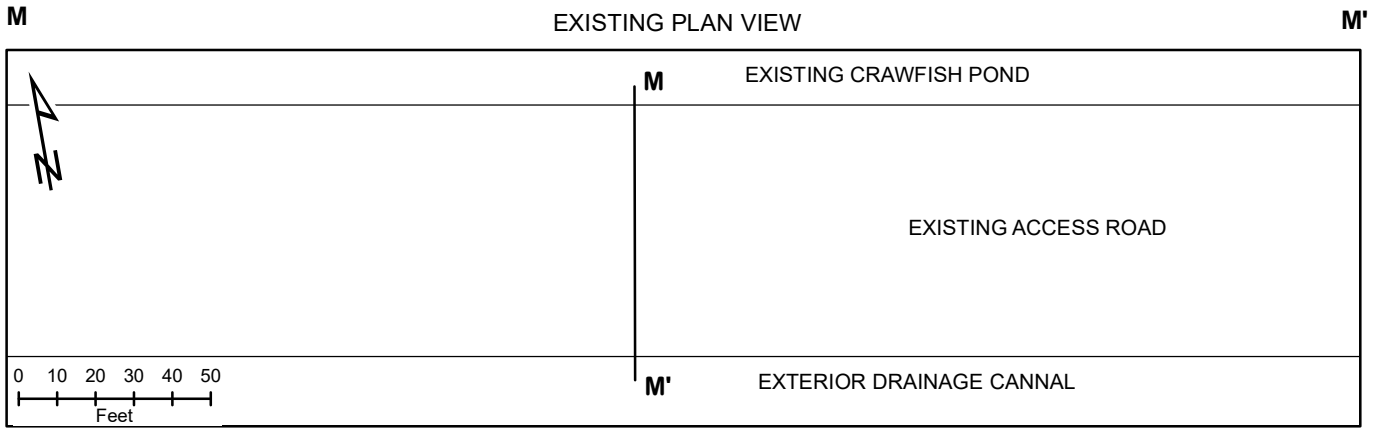 M EXISTING PLAN VIEW M'
M EXISTING CRAWFISH POND
N
EXISTING ACCESS ROAD
0 10 20 30 40 50
Feet
M' EXTERIOR DRAINAGE CANNAL